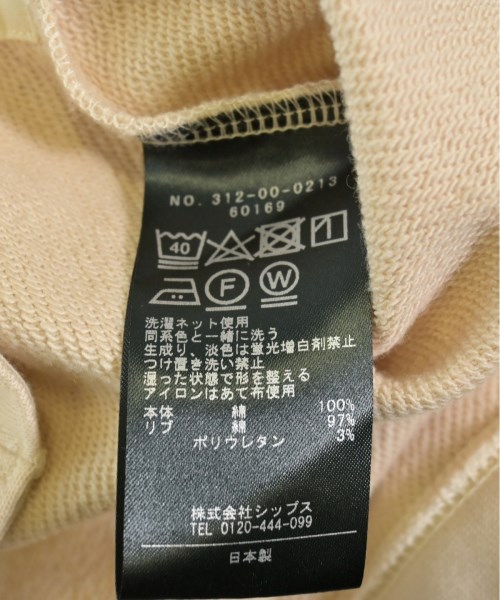 NO. 312-00-0213
60169
40
F W
洗濯ネット使用
同系色と一緒に洗う
生成り、淡色は蛍光増白剤禁止
つけ置き洗い禁止
湿った状態で形を整える
アイロンはあて布使用
本体 綿 100%
リブ 綿 97%
ポリウレタン 3%
株式会社シップス
TEL 0120-444-099
日本製